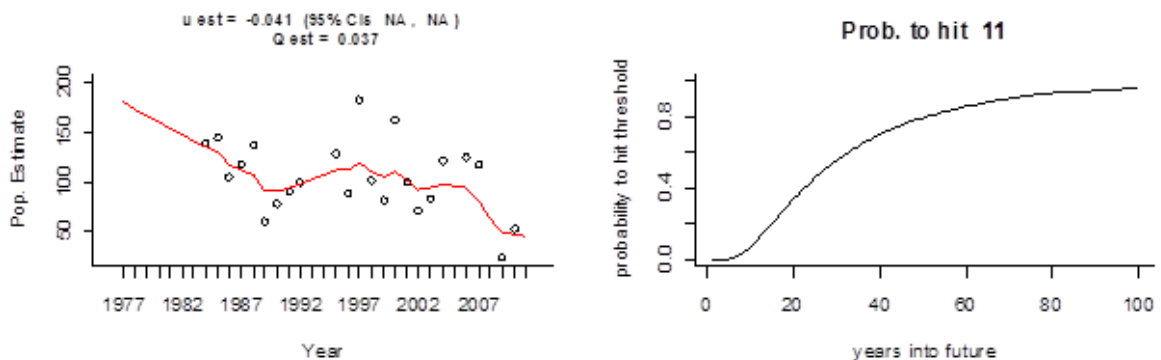 u est = -0.041 (95% CIs NA , NA )
Q est = 0.037
Pop. Estimate
200
150
100
50
1977 1982 1987 1992 1997 2002 2007
Year
Prob. to hit 11
probability to hit threshold
0.8
0.4
0.0
0 20 40 60 80 100
years into future